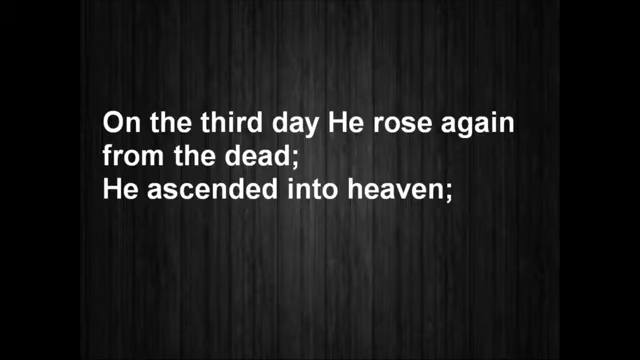 On the third day He rose again
from the dead;
He ascended into heaven;